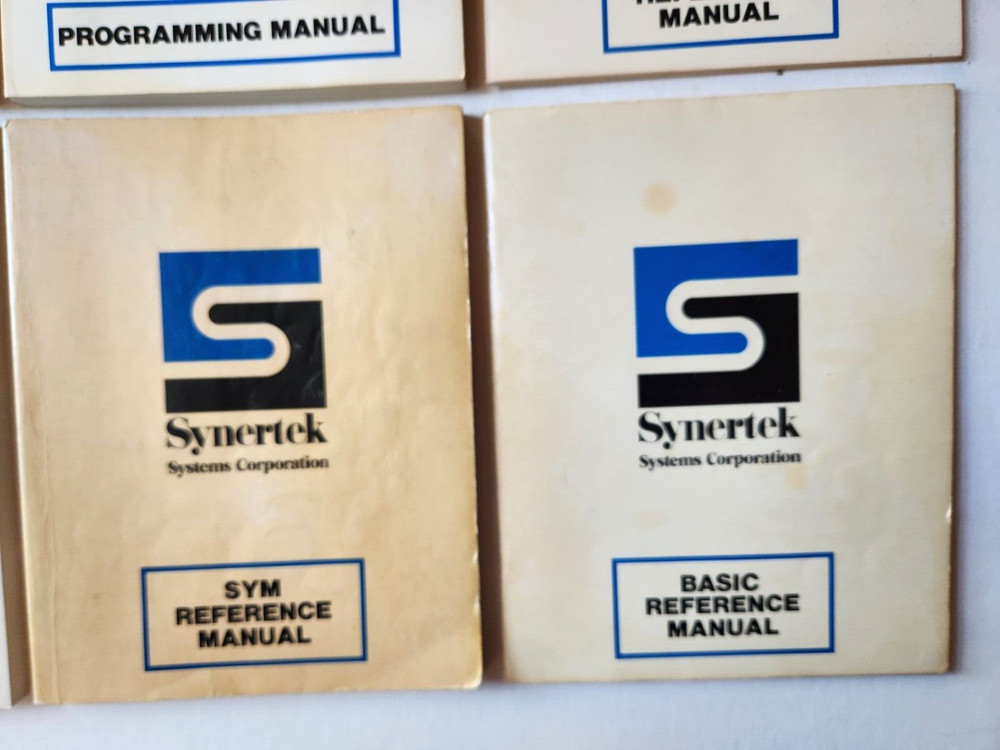 PROGRAMMING MANUAL
MANUAL
Synertek
Systems Corporation
SYM
REFERENCE
MANUAL
Synertek
Systems Corporation
BASIC
REFERENCE
MANUAL